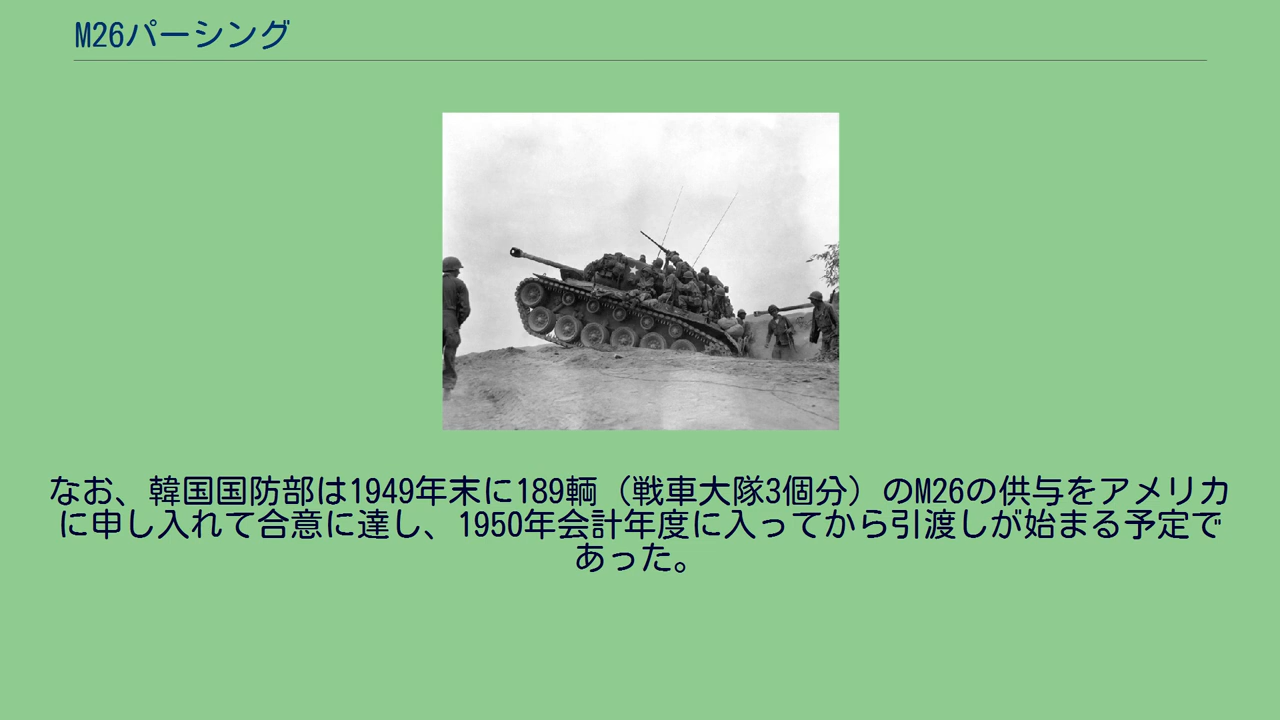 M26パーシング
なお、韓国国防部は1949年末に189輌（戦車大隊3個分）のM26の供与をアメリカ
に申し入れて合意に達し、1950年会計年度に入ってから引渡しが始まる予定で
あった。